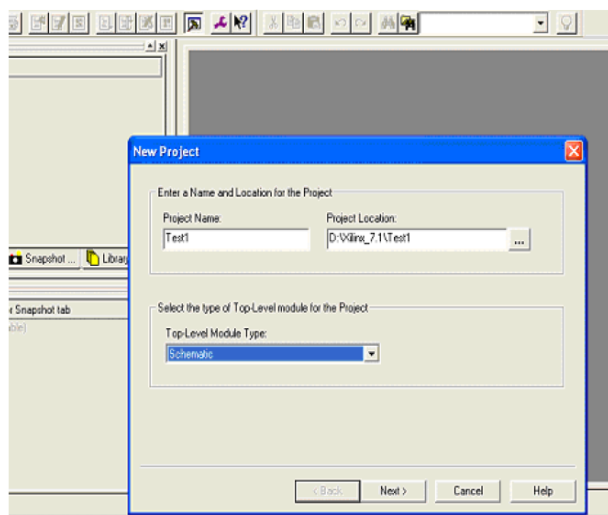 New Project
Enter a Name and Location for the Project
Project Name: Project Location:
Test1 D:\Xilinx_7.1\Test1 ...
Snapshot ... Library
r Snapshot tab
able)
Select the type of Top-Level module for the Project
Top-Level Module Type:
Schematic
< Back Next > Cancel Help